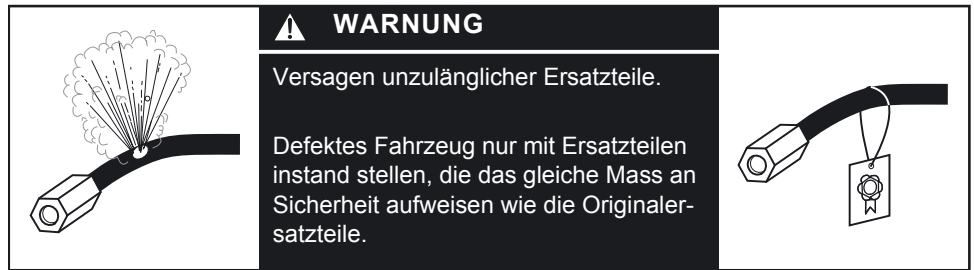 WARNUNG
Versagen unzulänglicher Ersatzteile.
Defektes Fahrzeug nur mit Ersatzteilen
instand stellen, die das gleiche Mass an
Sicherheit aufweisen wie die Originaler-
satzteile.